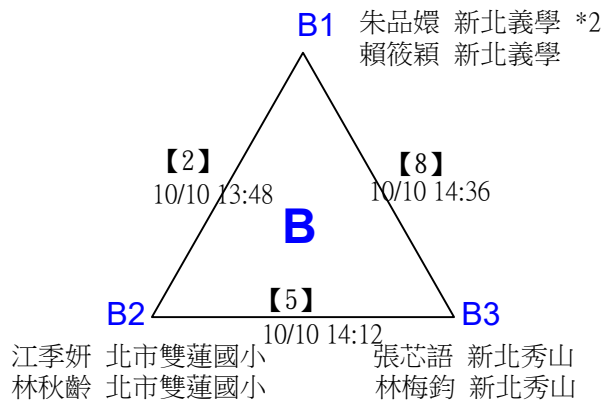 B1
朱品嬛 新北義學 *2
賴筱穎 新北義學
【2】
10/10 13:48
【8】
10/10 14:36
B
B2
【5】
10/10 14:12
B3
江季妍 北市雙蓮國小
林秋齡 北市雙蓮國小
張芯語 新北秀山
林梅鈞 新北秀山